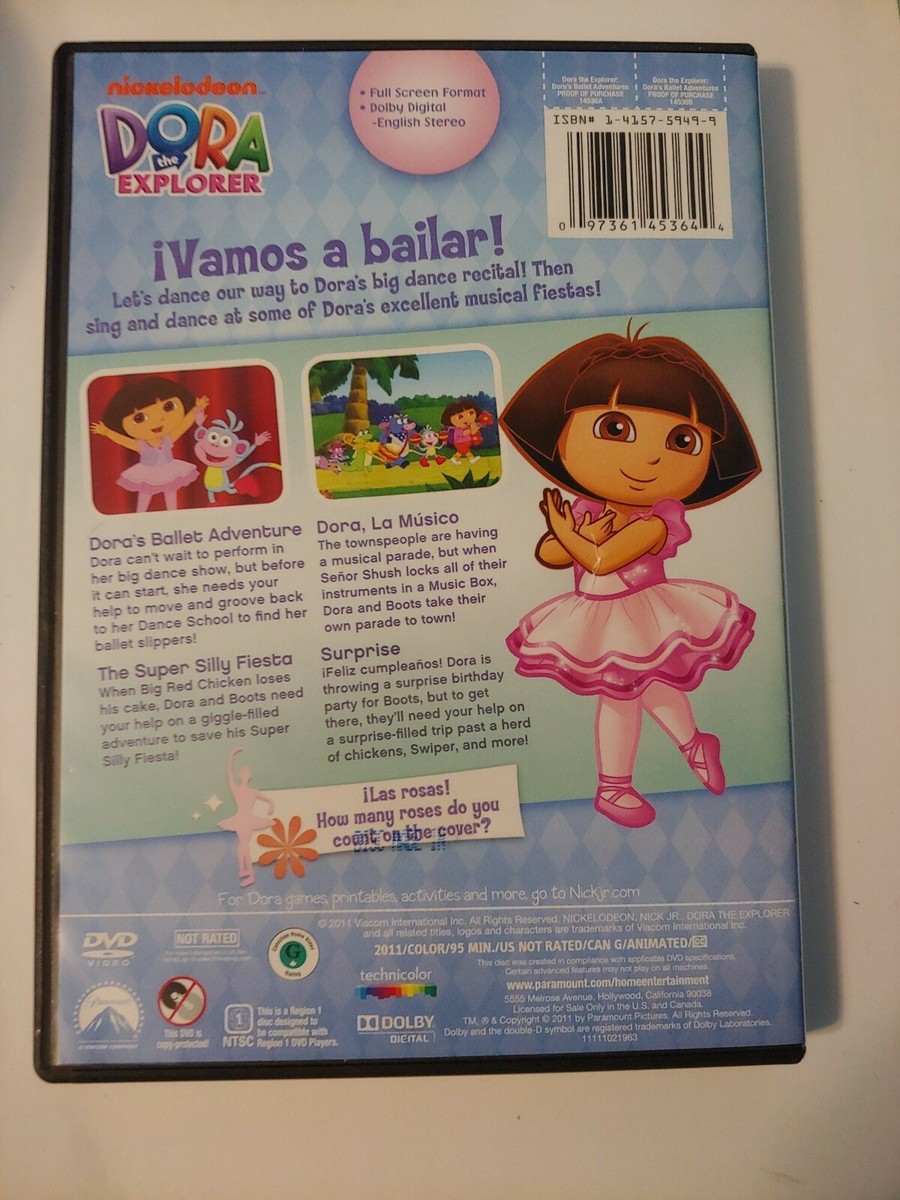 nickelodeon
DORA
the
EXPLORER
• Full Screen Format
• Dolby Digital
-English Stereo
Dora the Explorer:
Dora's Ballet Adventures
PROOF OF PURCHASE
14536A
Dora the Explorer:
Dora's Ballet Adventures
PROOF OF PURCHASE
14536B
ISBN# 1-4157-5949-9
0 97361 45364 4
¡Vamos a bailar!
Let's dance our way to Dora's big dance recital! Then
sing and dance at some of Dora's excellent musical fiestas!
Dora's Ballet Adventure
Dora can't wait to perform in
her big dance show, but before
it can start, she needs your
help to move and groove back
to her Dance School to find her
ballet slippers!
The Super Silly Fiesta
When Big Red Chicken loses
his cake, Dora and Boots need
your help on a giggle-filled
adventure to save his Super
Silly Fiesta!
Dora, La Músico
The townspeople are having
a musical parade, but when
Señor Shush locks all of their
instruments in a Music Box,
Dora and Boots take their
own parade to town!
Surprise
¡Feliz cumpleaños! Dora is
throwing a surprise birthday
party for Boots, but to get
there, they'll need your help on
a surprise-filled trip past a herd
of chickens, Swiper, and more!
¡Las rosas!
How many roses do you
count on the cover?
For Dora games, printables, activities and more, go to Nickjr.com
© 2011 Viacom International Inc. All Rights Reserved. NICKELODEON, NICK JR., DORA THE EXPLORER
and all related titles, logos and characters are trademarks of Viacom International Inc.
2011/COLOR/95 MIN./US NOT RATED/CAN G/ANIMATED/CC
This disc was created in compliance with applicable DVD specifications.
Certain advanced features may not play on all machines.
www.paramount.com/homeentertainment
5555 Melrose Avenue, Hollywood, California 90038
Licensed for Sale Only in the U.S. and Canada.
TM, ® & Copyright © 2011 by Paramount Pictures. All Rights Reserved.
Dolby and the double-D symbol are registered trademarks of Dolby Laboratories.
11111021963
DVD
VIDEO
NOT RATED
Canadian Home Video
G
Rating
technicolor
Paramount
A VIACOM COMPANY
This DVD is
copy-protected!
1
NTSC
This is a Region 1
disc designed to
be compatible with
Region 1 DVD Players.
DOLBY
DIGITAL